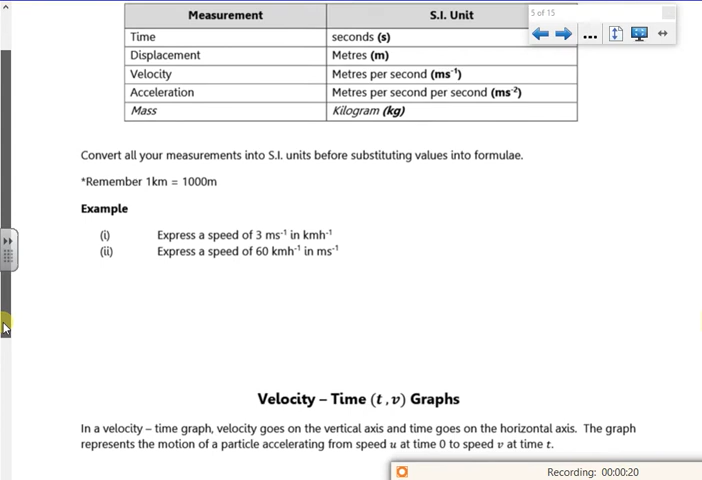 Measurement S.I. Unit
5 of 15
Time seconds (s)
Displacement Metres (m)
Velocity Metres per second (ms⁻¹)
Acceleration Metres per second per second (ms⁻²)
Mass Kilogram (kg)
Convert all your measurements into S.I. units before substituting values into formulae.
*Remember 1km = 1000m
Example
(i) Express a speed of 3 ms⁻¹ in kmh⁻¹
(ii) Express a speed of 60 kmh⁻¹ in ms⁻¹
Velocity – Time (t , v) Graphs
In a velocity – time graph, velocity goes on the vertical axis and time goes on the horizontal axis. The graph
represents the motion of a particle accelerating from speed u at time 0 to speed v at time t.
Recording: 00:00:20